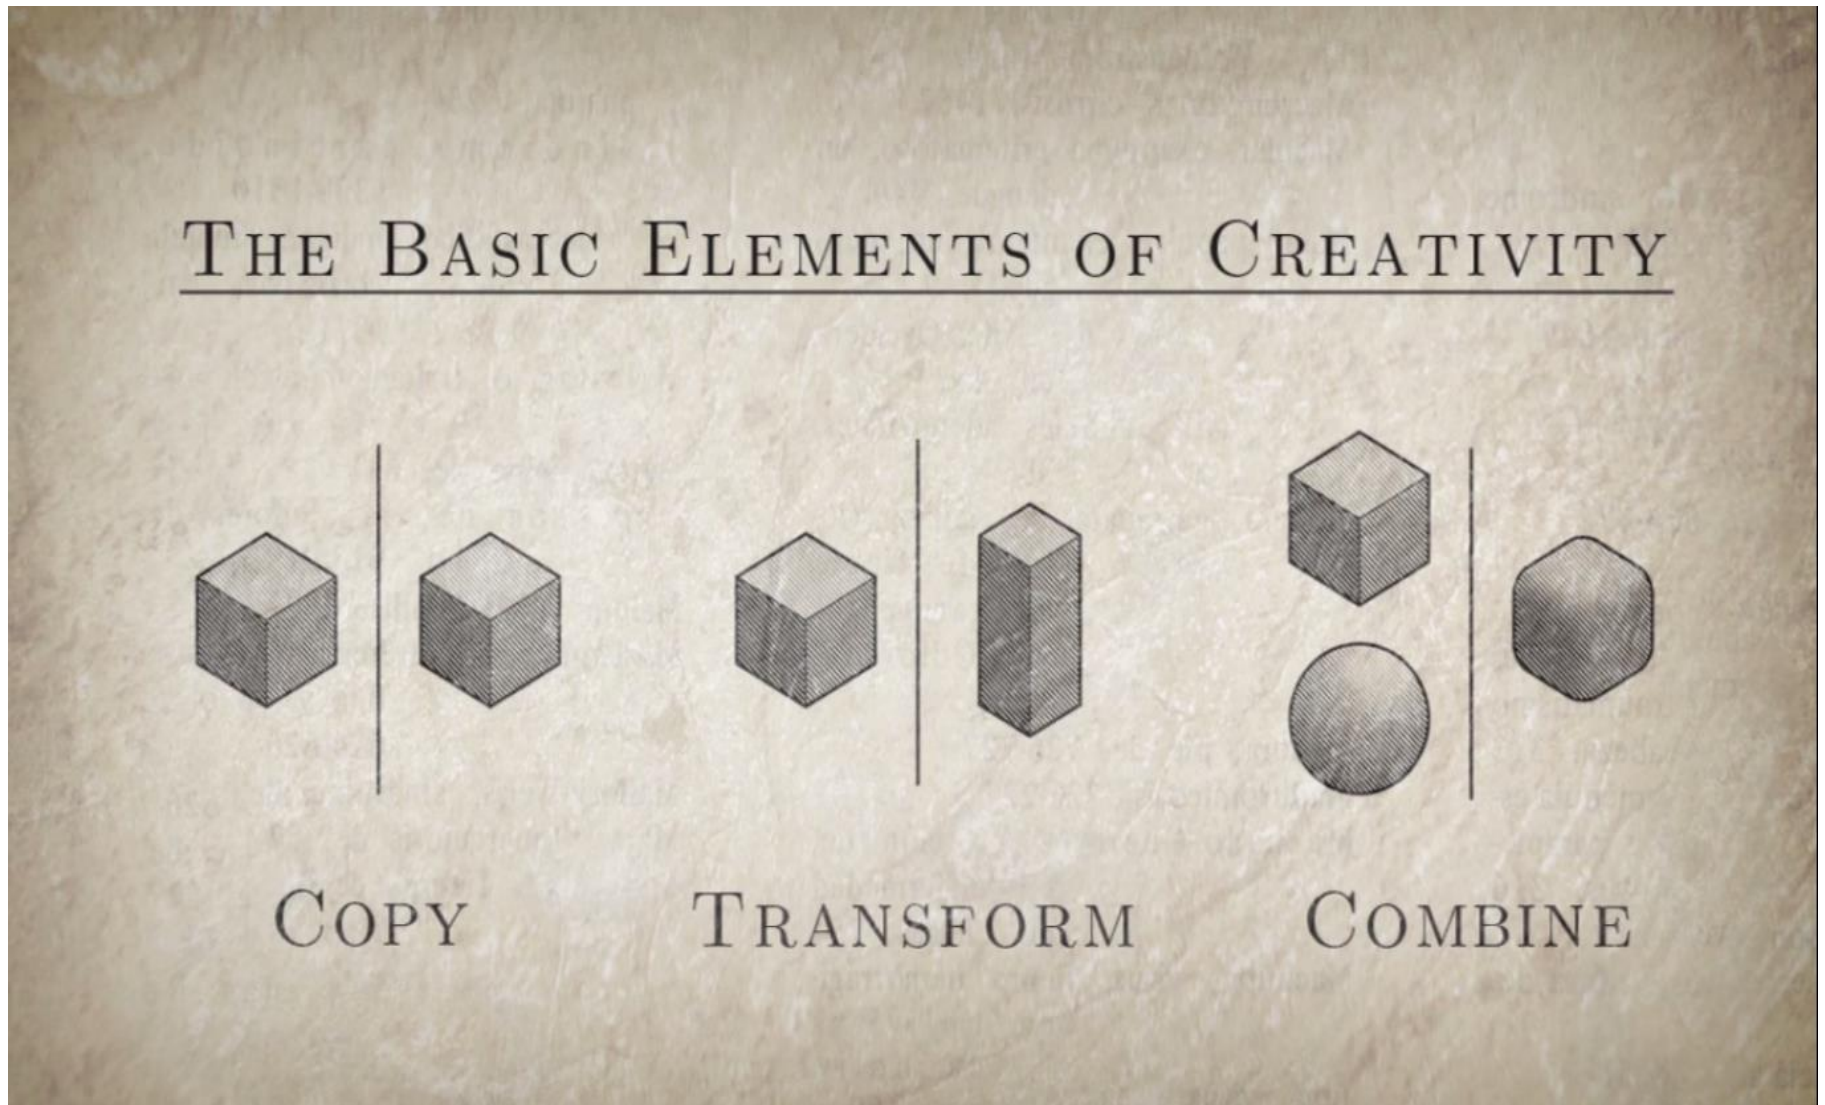 The Basic Elements of Creativity
Copy
Transform
Combine